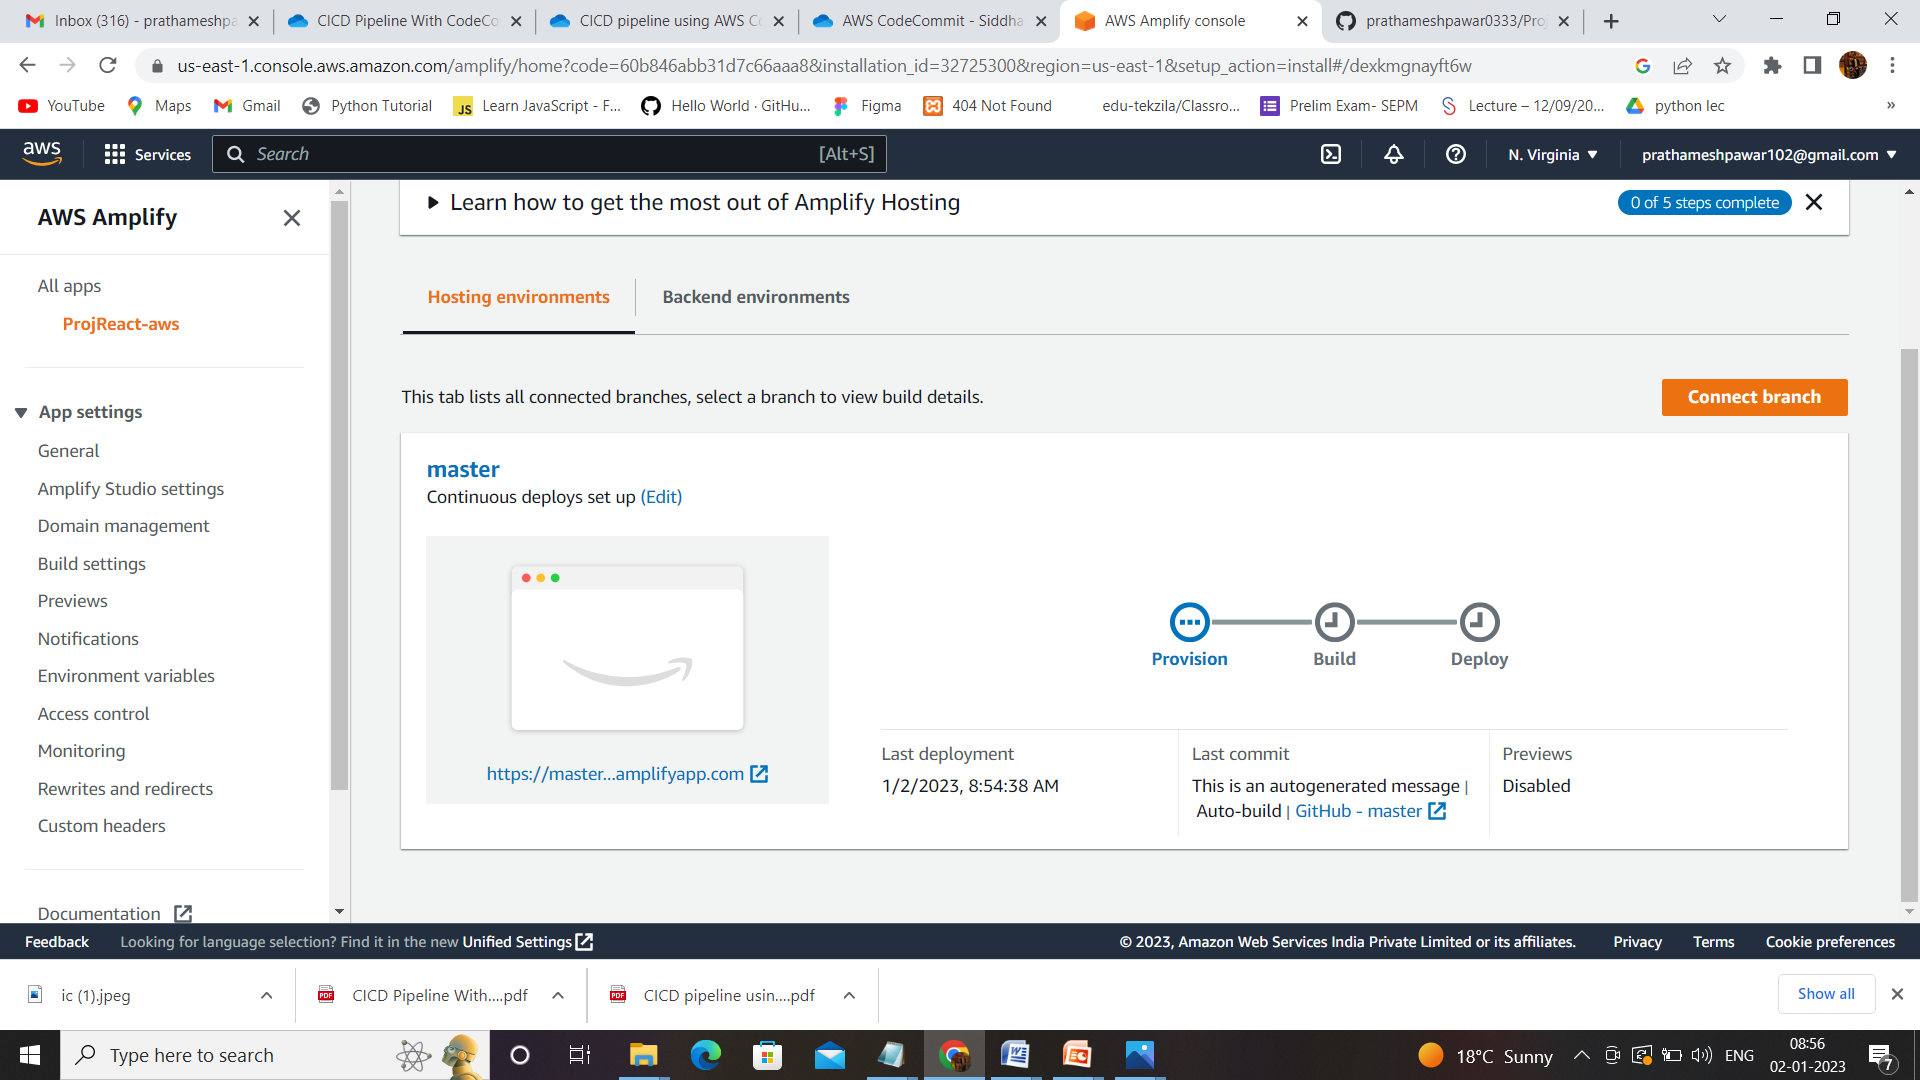 Inbox (316) - prathameshpa
CICD Pipeline With CodeCo
CICD pipeline using AWS Co
AWS CodeCommit - Siddha
AWS Amplify console
prathameshpawar0333/Proj
us-east-1.console.aws.amazon.com/amplify/home?code=60b846abb31d7c66aaa8&installation_id=32725300&region=us-east-1&setup_action=install#/dexkmgnayft6w
YouTube
Maps
Gmail
Python Tutorial
JS Learn JavaScript - F...
Hello World · GitHu...
Figma
404 Not Found
edu-tekzila/Classro...
Prelim Exam- SEPM
Lecture – 12/09/20...
python lec
»
aws
Services
Search
[Alt+S]
N. Virginia
prathameshpawar102@gmail.com
AWS Amplify
All apps
ProjReact-aws
App settings
General
Amplify Studio settings
Domain management
Build settings
Previews
Notifications
Environment variables
Access control
Monitoring
Rewrites and redirects
Custom headers
Documentation
Learn how to get the most out of Amplify Hosting
0 of 5 steps complete
Hosting environments
Backend environments
This tab lists all connected branches, select a branch to view build details.
Connect branch
master
Continuous deploys set up (Edit)
https://master...amplifyapp.com
Provision
Build
Deploy
Last deployment
1/2/2023, 8:54:38 AM
Last commit
This is an autogenerated message |
Auto-build | GitHub - master
Previews
Disabled
Feedback
Looking for language selection? Find it in the new Unified Settings
© 2023, Amazon Web Services India Private Limited or its affiliates.
Privacy
Terms
Cookie preferences
ic (1).jpeg
PDF CICD Pipeline With....pdf
PDF CICD pipeline usin....pdf
Show all
Type here to search
18°C Sunny
ENG
08:56
02-01-2023
7